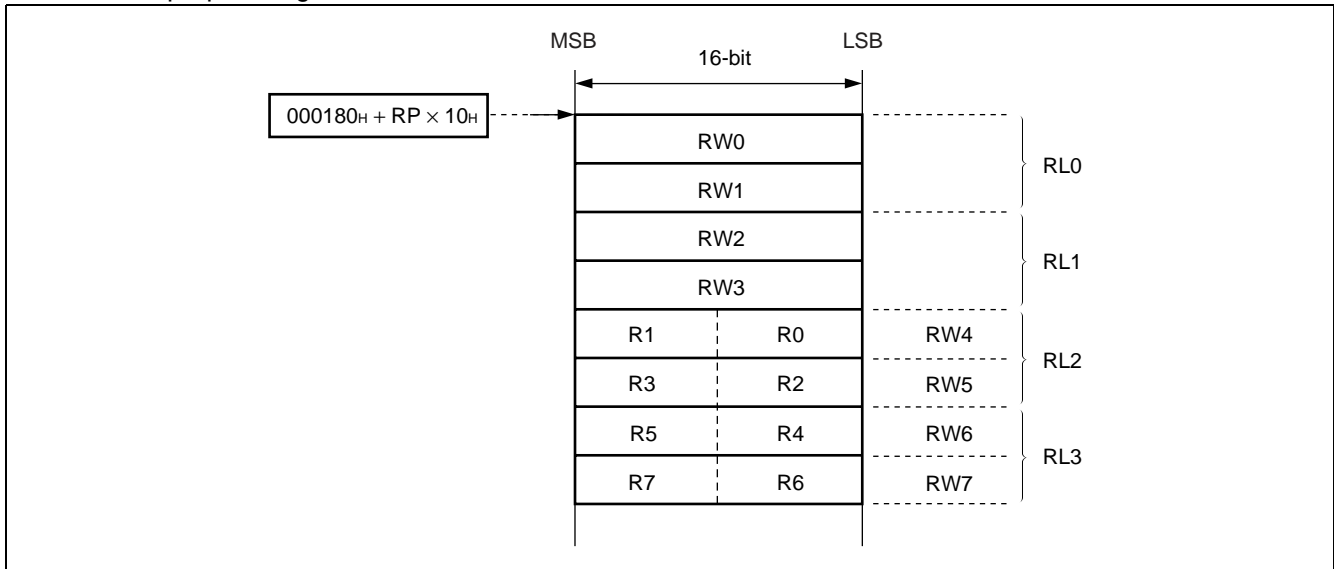 MSB LSB
16-bit
000180H + RP × 10H
RW0
RL0
RW1
RW2
RL1
RW3
R1 R0 RW4
RL2
R3 R2 RW5
R5 R4 RW6
RL3
R7 R6 RW7